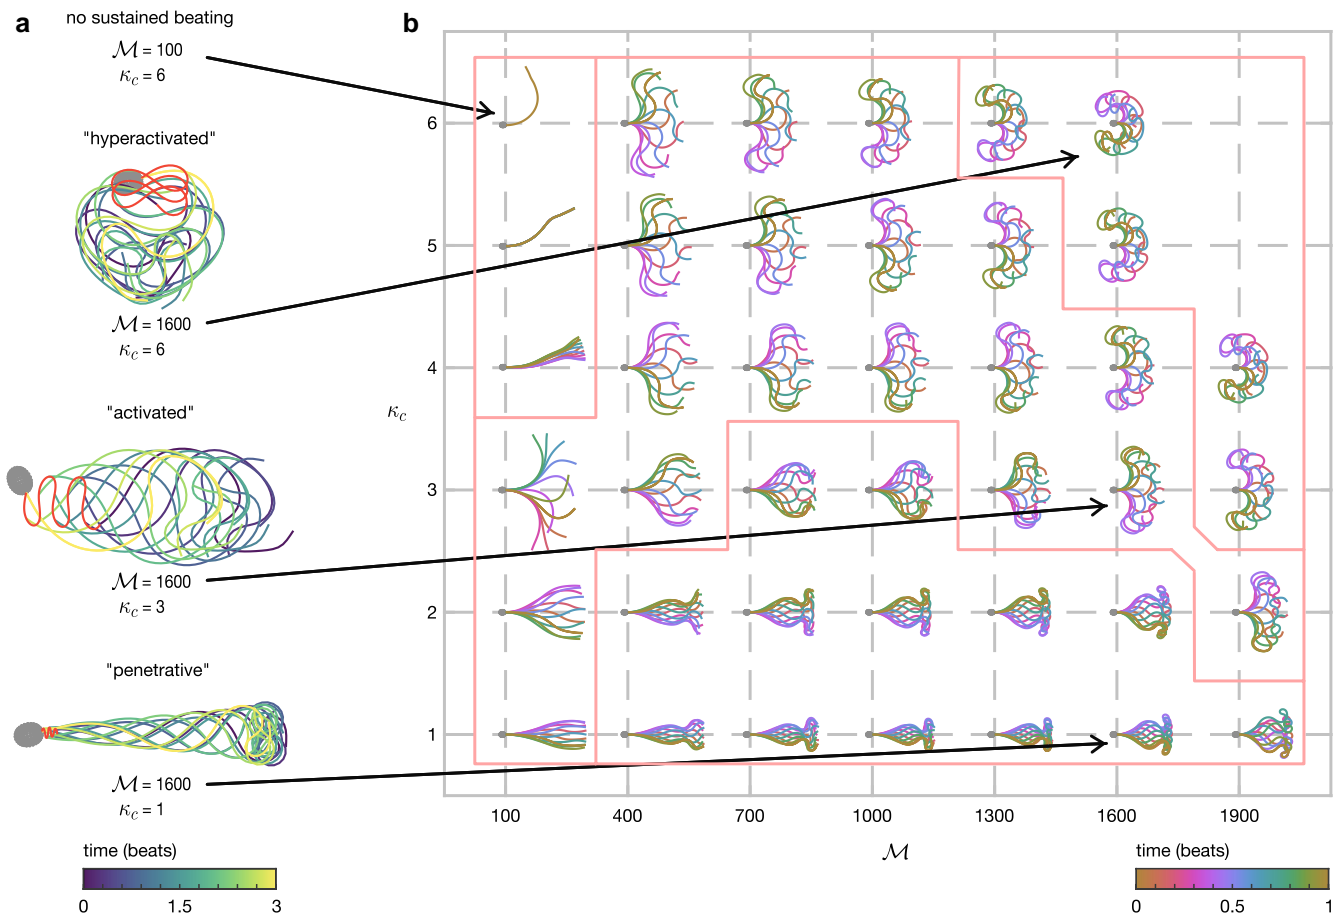 a
no sustained beating
ℳ = 100
κc = 6
"hyperactivated"
ℳ = 1600
κc = 6
"activated"
ℳ = 1600
κc = 3
"penetrative"
ℳ = 1600
κc = 1
time (beats)
0 1.5 3
b
κc
6
5
4
3
2
1
100 400 700 1000 1300 1600 1900
ℳ
time (beats)
0 0.5 1